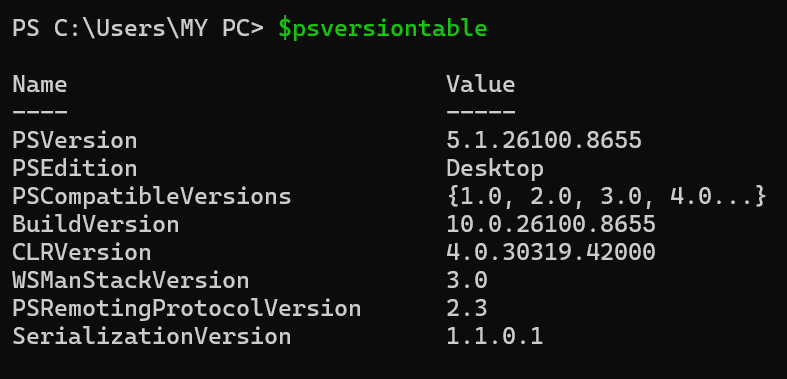 PS C:\Users\MY PC> $psversiontable
Name                           Value
----                           -----
PSVersion                      5.1.26100.8655
PSEdition                      Desktop
PSCompatibleVersions           {1.0, 2.0, 3.0, 4.0...}
BuildVersion                   10.0.26100.8655
CLRVersion                     4.0.30319.42000
WSManStackVersion              3.0
PSRemotingProtocolVersion      2.3
SerializationVersion           1.1.0.1